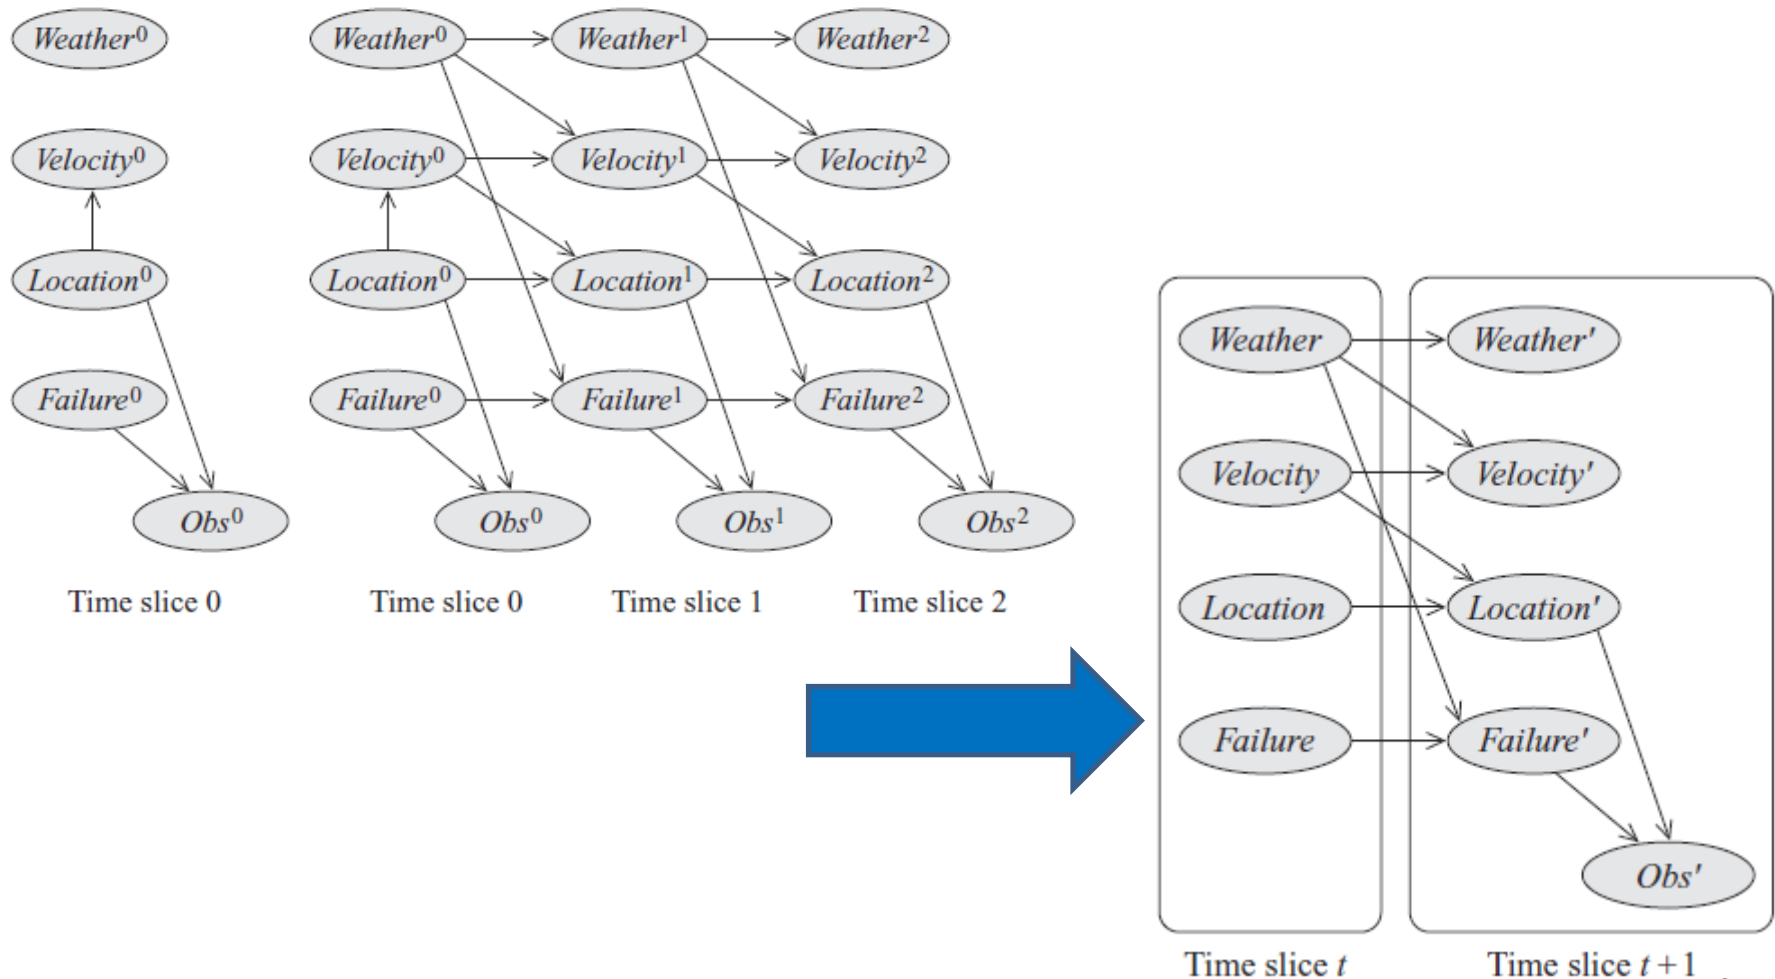 Weather⁰
Velocity⁰
Location⁰
Failure⁰
Obs⁰
Time slice 0
Weather⁰ Weather¹ Weather²
Velocity⁰ Velocity¹ Velocity²
Location⁰ Location¹ Location²
Failure⁰ Failure¹ Failure²
Obs⁰ Obs¹ Obs²
Time slice 0 Time slice 1 Time slice 2
Weather Weather'
Velocity Velocity'
Location Location'
Failure Failure'
Obs'
Time slice t Time slice t+1